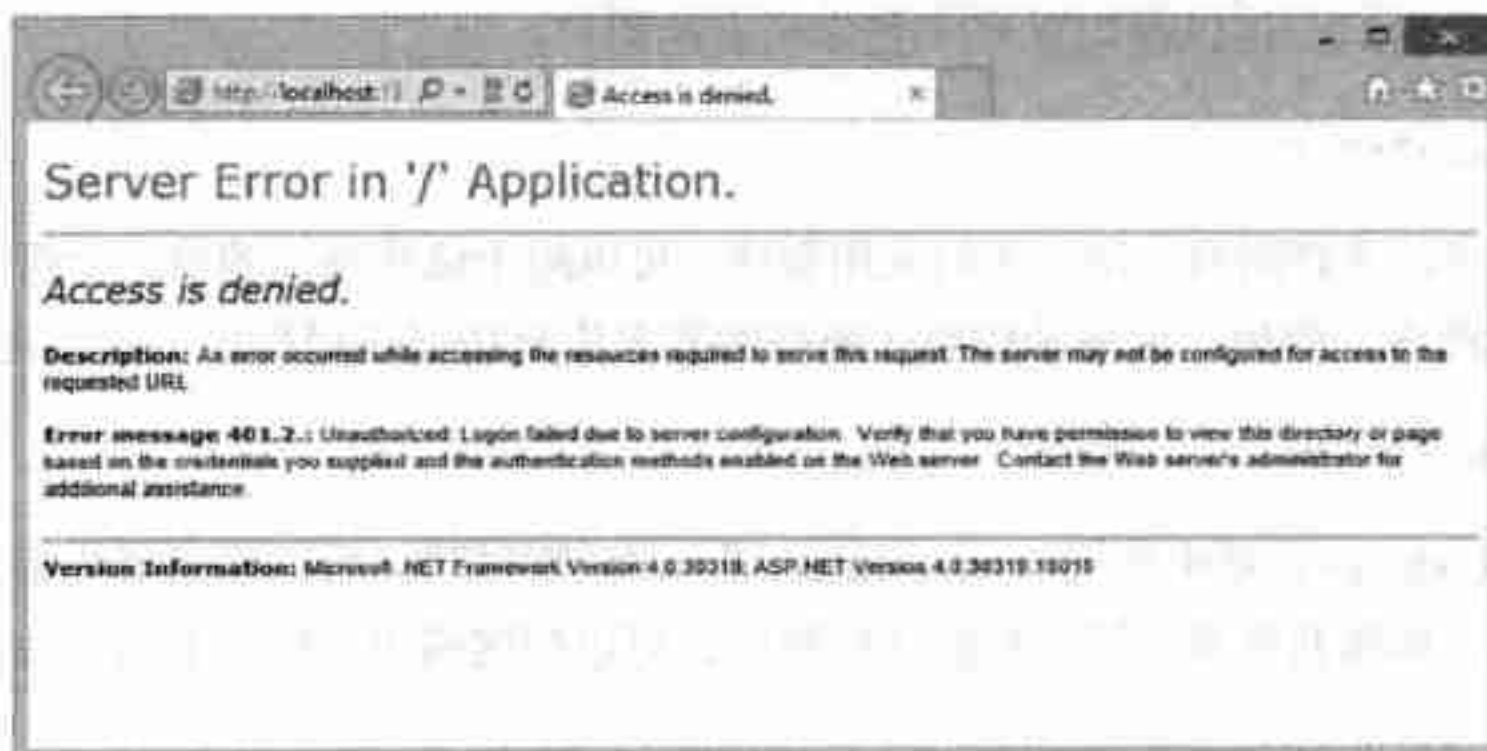 http://localhost:
Access is denied.
Server Error in '/' Application.
Access is denied.
Description: An error occurred while accessing the resources required to serve this request. The server may not be configured for access to the
requested URL.
Error message 401.2.: Unauthorized: Logon failed due to server configuration. Verify that you have permission to view this directory or page
based on the credentials you supplied and the authentication methods enabled on the Web server. Contact the Web server's administrator for
additional assistance.
Version Information: Microsoft .NET Framework Version:4.0.30319; ASP.NET Version:4.0.30319.18015